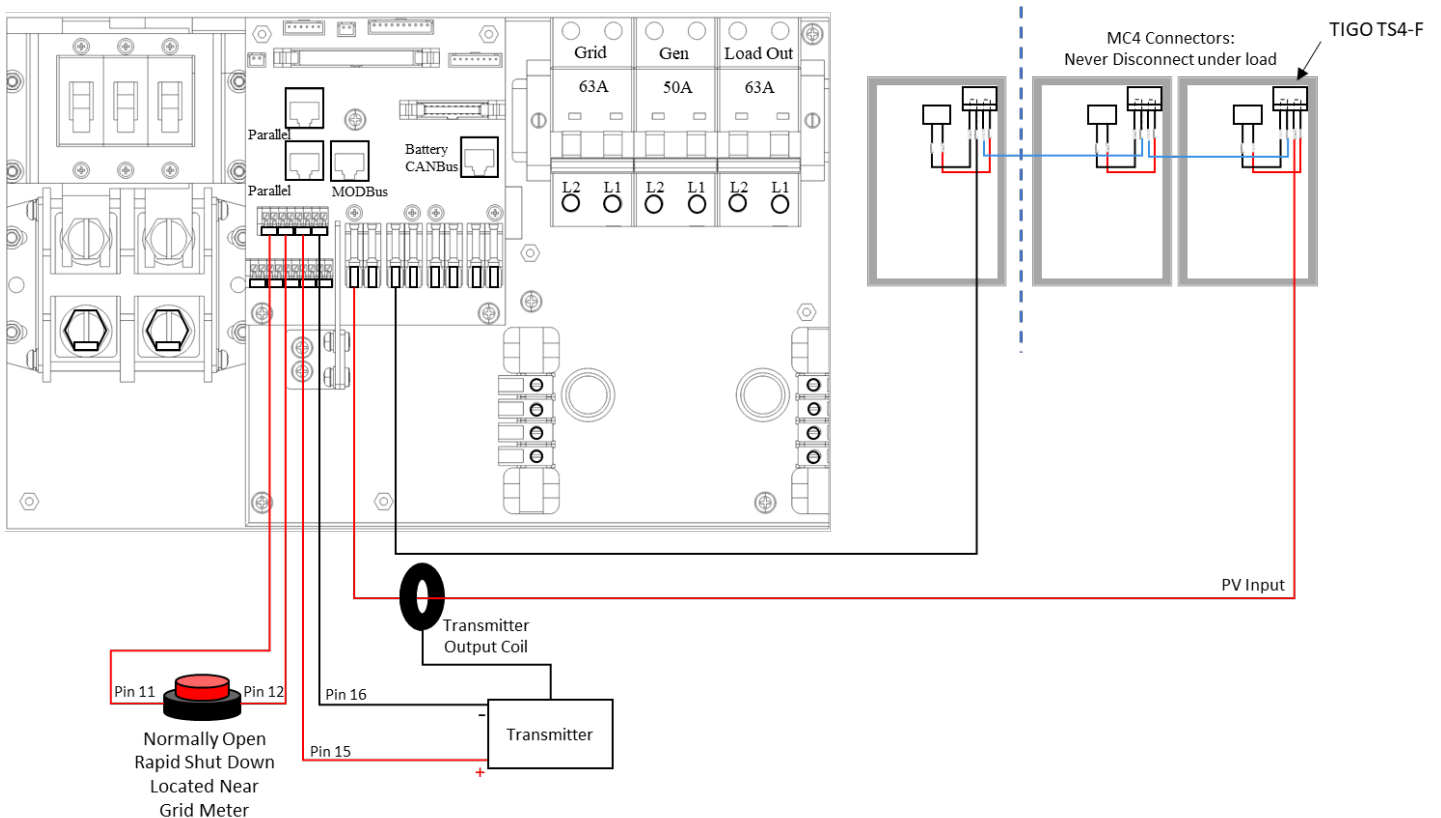 TIGO TS4-F
MC4 Connectors:
Never Disconnect under load
Grid
Gen
Load Out
63A
50A
63A
Parallel
Battery
CANBus
Parallel
MODBus
L2
L1
L2
L1
L2
L1
PV Input
Transmitter
Output Coil
Pin 11
Pin 12
Pin 16
-
Transmitter
Pin 15
+
Normally Open
Rapid Shut Down
Located Near
Grid Meter